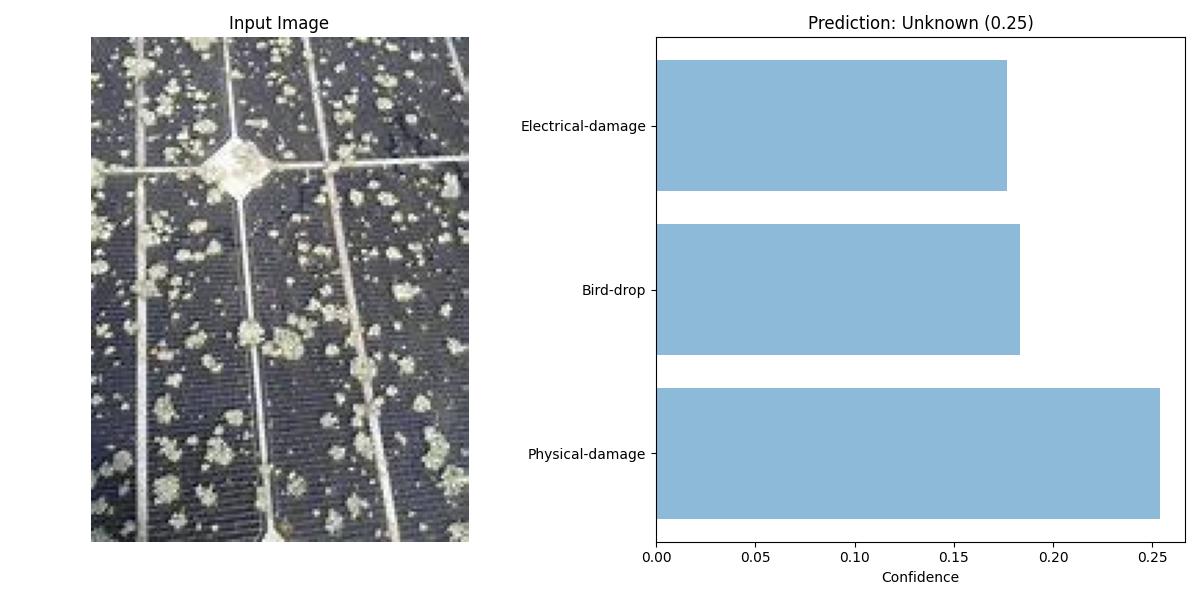 Input Image
Prediction: Unknown (0.25)
Electrical-damage
Bird-drop
Physical-damage
0.00 0.05 0.10 0.15 0.20 0.25
Confidence